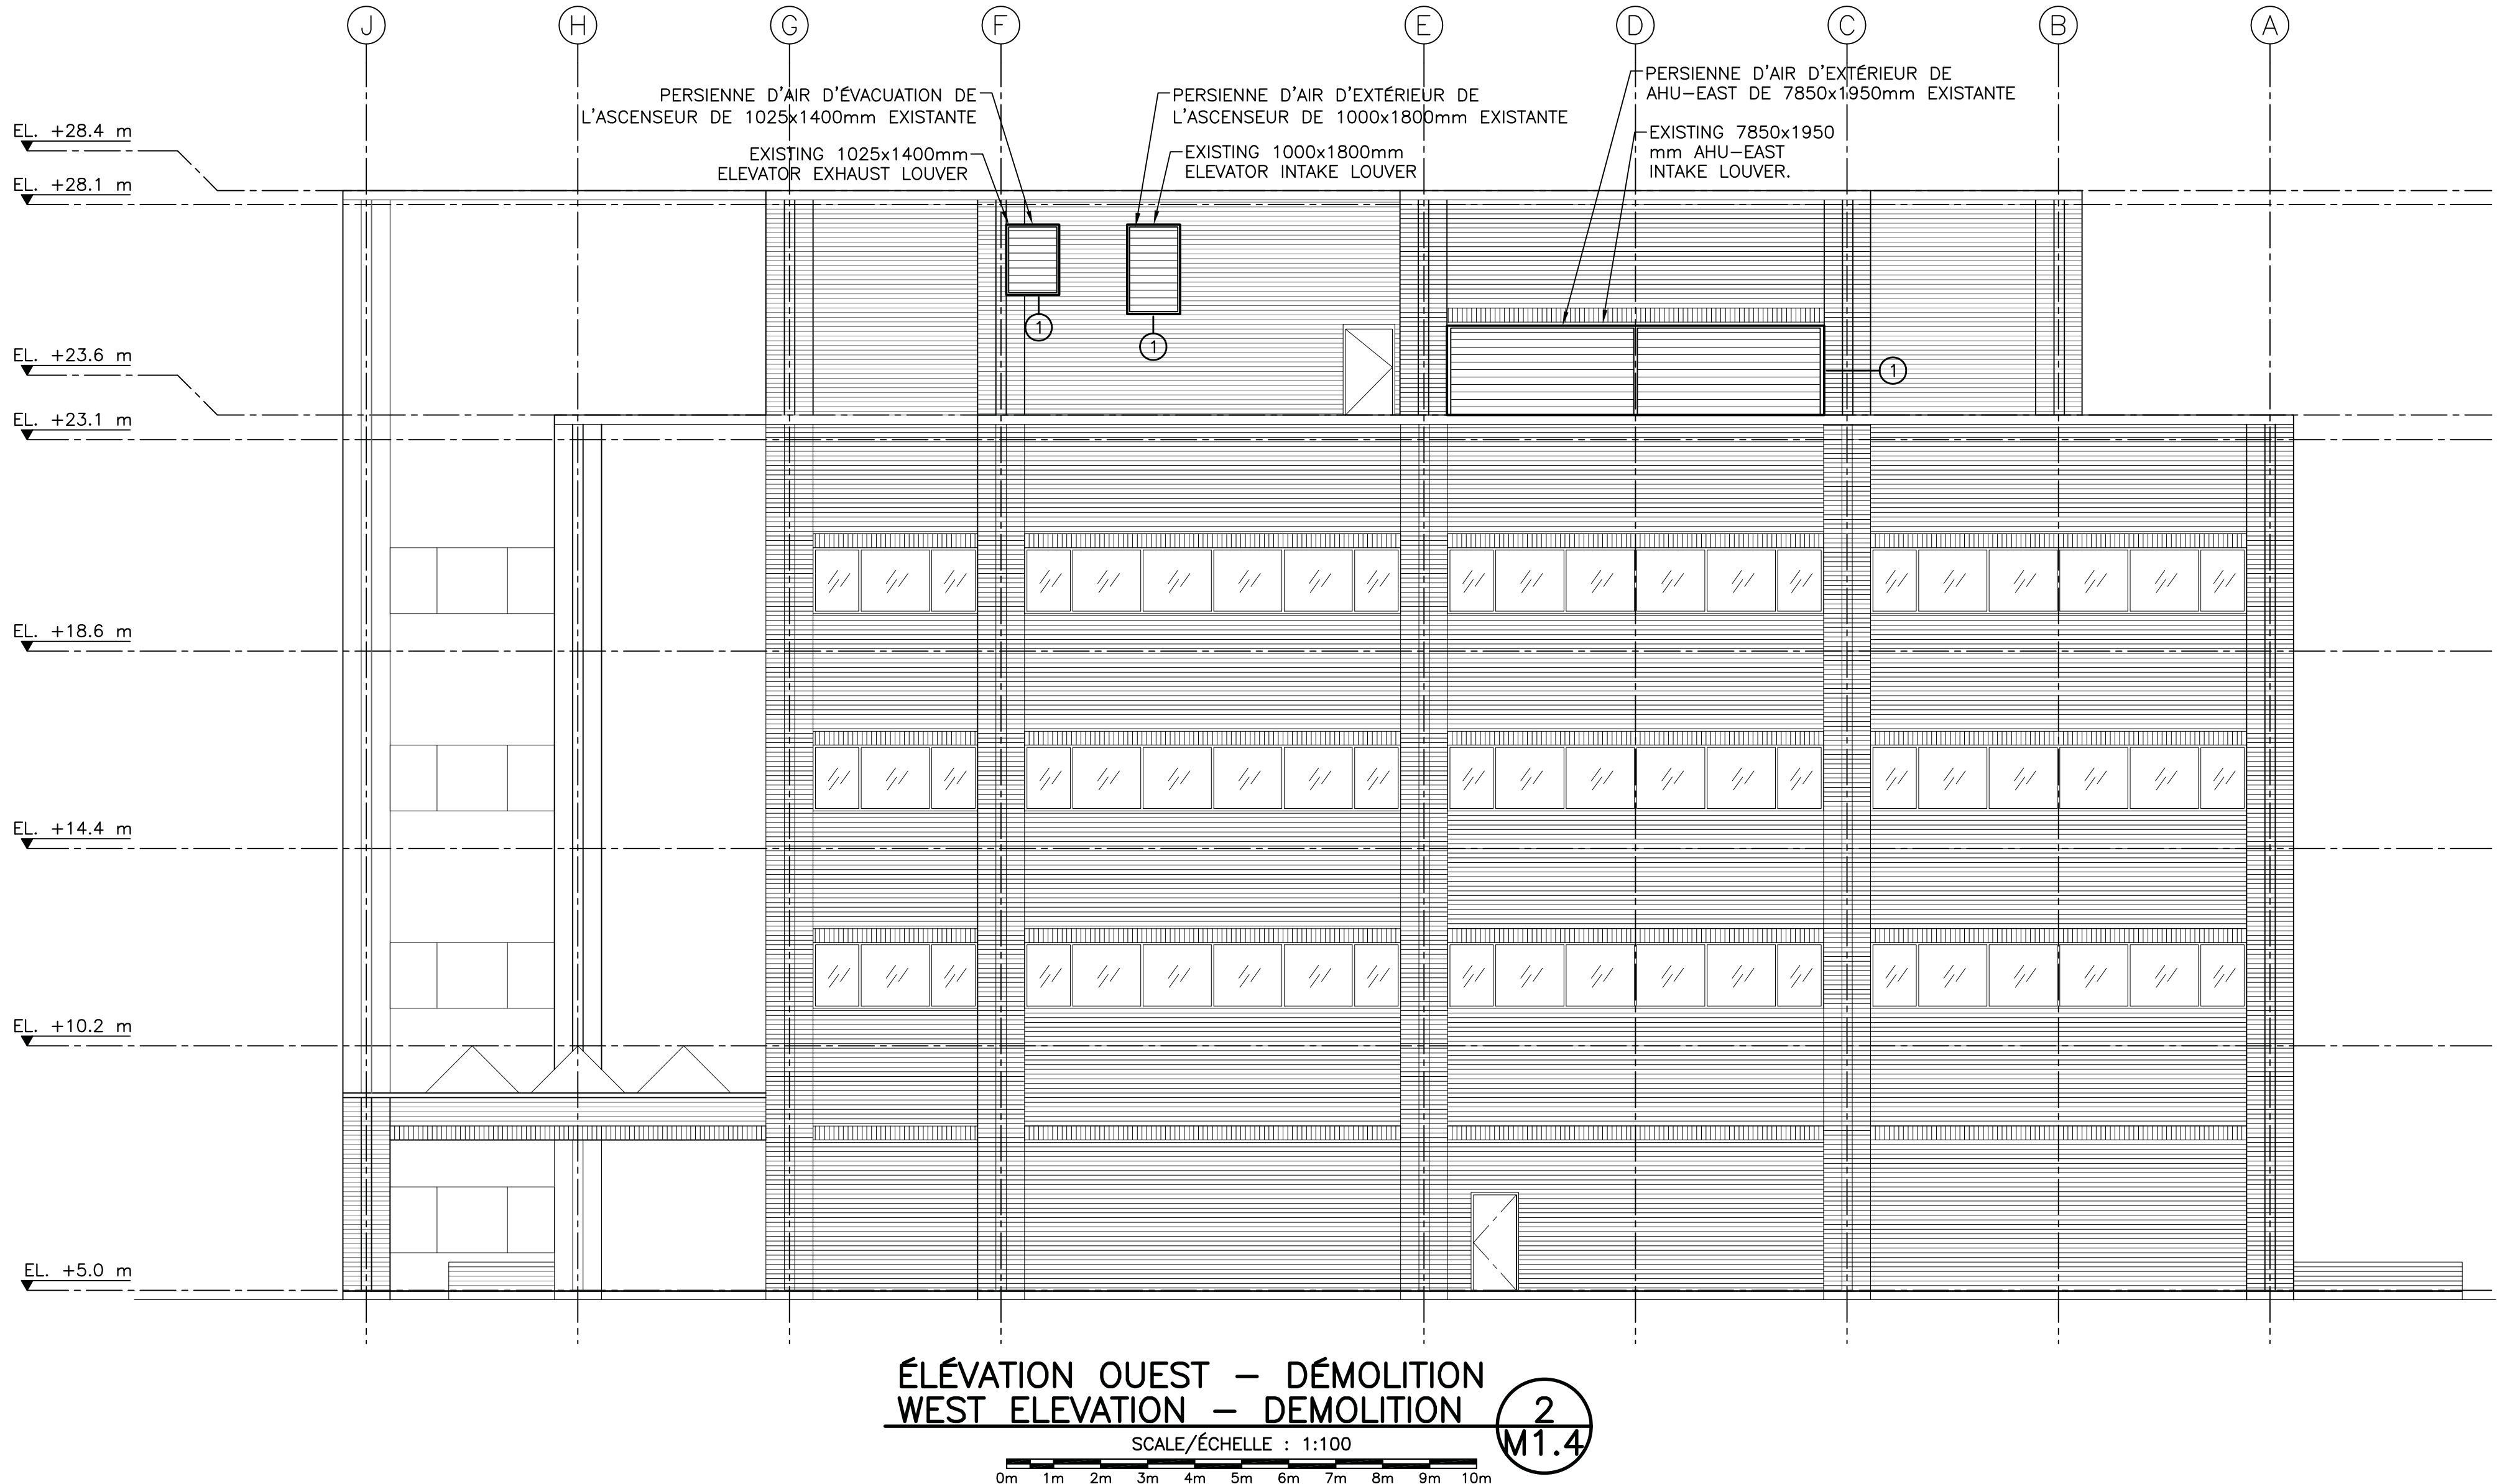 J H G F E D C B A
PERSIENNE D'AIR D'ÉVACUATION DE
L'ASCENSEUR DE 1025x1400mm EXISTANTE
EXISTING 1025x1400mm
ELEVATOR EXHAUST LOUVER
PERSIENNE D'AIR D'EXTÉRIEUR DE
L'ASCENSEUR DE 1000x1800mm EXISTANTE
EXISTING 1000x1800mm
ELEVATOR INTAKE LOUVER
PERSIENNE D'AIR D'EXTÉRIEUR DE
AHU-EAST DE 7850x1950mm EXISTANTE
EXISTING 7850x1950
mm AHU-EAST
INTAKE LOUVER.
EL. +28.4 m
EL. +28.1 m
1
1
1
EL. +23.6 m
EL. +23.1 m
EL. +18.6 m
EL. +14.4 m
EL. +10.2 m
EL. +5.0 m
ÉLÉVATION OUEST - DÉMOLITION
WEST ELEVATION - DEMOLITION
2
M1.4
SCALE/ÉCHELLE : 1:100
0m 1m 2m 3m 4m 5m 6m 7m 8m 9m 10m